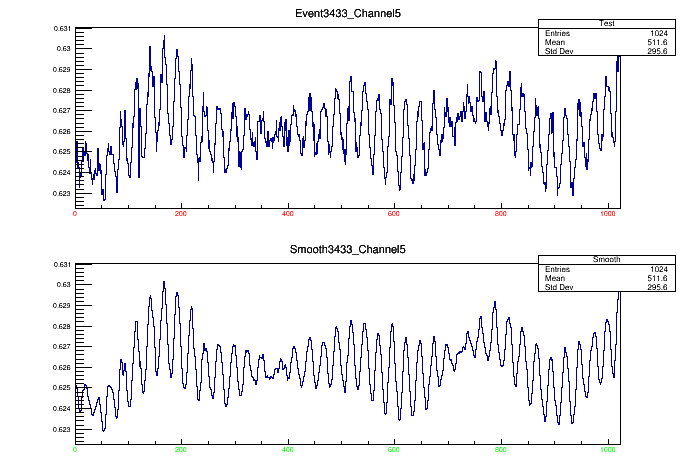 Event3433_Channel5
Test
Entries 1024
Mean 511.6
Std Dev 295.6
0.631
0.63
0.629
0.628
0.627
0.626
0.625
0.624
0.623
0 200 400 600 800 1000
Smooth3433_Channel5
Smooth
Entries 1024
Mean 511.6
Std Dev 295.6
0.631
0.63
0.629
0.628
0.627
0.626
0.625
0.624
0.623
0 200 400 600 800 1000